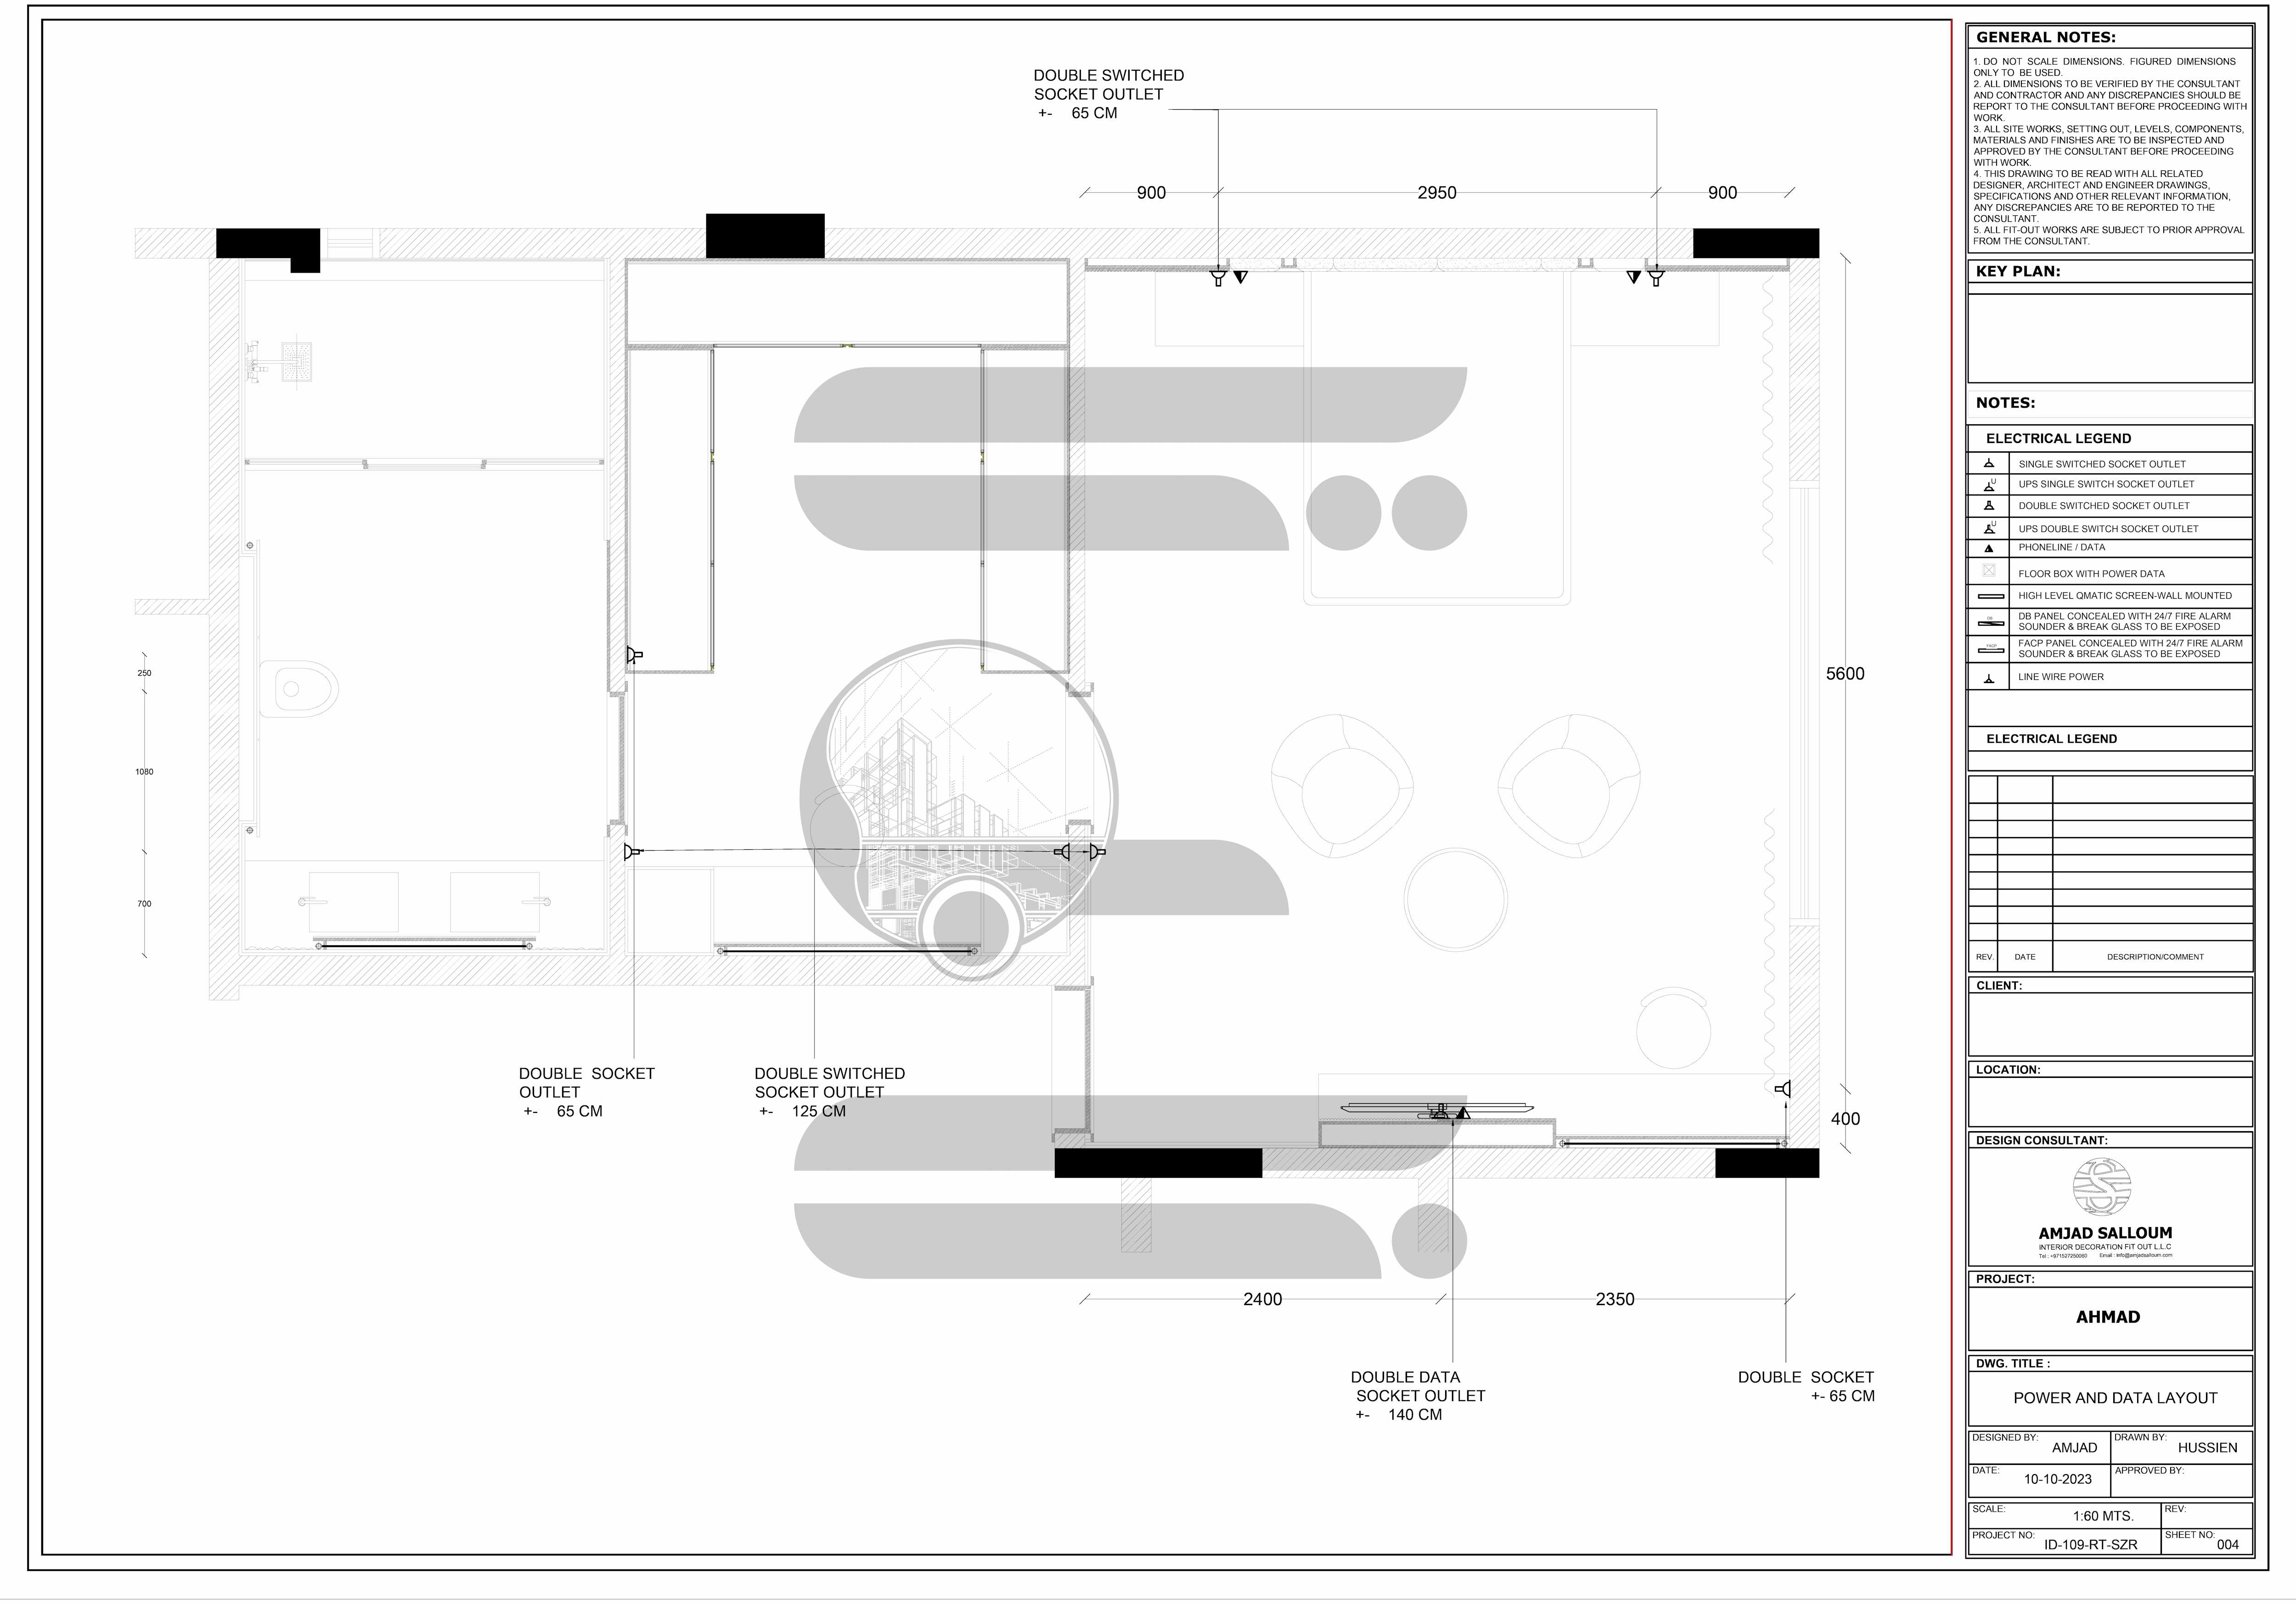 DOUBLE SWITCHED
SOCKET OUTLET
+- 65 CM
900
2950
900
250
1080
700
5600
400
DOUBLE SOCKET
OUTLET
+- 65 CM
DOUBLE SWITCHED
SOCKET OUTLET
+- 125 CM
2400
2350
DOUBLE DATA
SOCKET OUTLET
+- 140 CM
DOUBLE SOCKET
+- 65 CM
GENERAL NOTES:
1. DO NOT SCALE DIMENSIONS. FIGURED DIMENSIONS
ONLY TO BE USED.
2. ALL DIMENSIONS TO BE VERIFIED BY THE CONSULTANT
AND CONTRACTOR AND ANY DISCREPANCIES SHOULD BE
REPORT TO THE CONSULTANT BEFORE PROCEEDING WITH
WORK.
3. ALL SITE WORKS, SETTING OUT, LEVELS, COMPONENTS,
MATERIALS AND FINISHES ARE TO BE INSPECTED AND
APPROVED BY THE CONSULTANT BEFORE PROCEEDING
WITH WORK.
4. THIS DRAWING TO BE READ WITH ALL RELATED
DESIGNER, ARCHITECT AND ENGINEER DRAWINGS,
SPECIFICATIONS AND OTHER RELEVANT INFORMATION,
ANY DISCREPANCIES ARE TO BE REPORTED TO THE
CONSULTANT.
5. ALL FIT-OUT WORKS ARE SUBJECT TO PRIOR APPROVAL
FROM THE CONSULTANT.
KEY PLAN:
NOTES:
ELECTRICAL LEGEND
SINGLE SWITCHED SOCKET OUTLET
U UPS SINGLE SWITCH SOCKET OUTLET
DOUBLE SWITCHED SOCKET OUTLET
U UPS DOUBLE SWITCH SOCKET OUTLET
PHONELINE / DATA
FLOOR BOX WITH POWER DATA
HIGH LEVEL QMATIC SCREEN-WALL MOUNTED
DB DB PANEL CONCEALED WITH 24/7 FIRE ALARM
SOUNDER & BREAK GLASS TO BE EXPOSED
FACP FACP PANEL CONCEALED WITH 24/7 FIRE ALARM
SOUNDER & BREAK GLASS TO BE EXPOSED
LINE WIRE POWER
ELECTRICAL LEGEND
REV. DATE DESCRIPTION/COMMENT
CLIENT:
LOCATION:
DESIGN CONSULTANT:
AMJAD SALLOUM
INTERIOR DECORATION FIT OUT L.L.C
Tel : +971527250060 Email : info@amjadsalloum.com
PROJECT:
AHMAD
DWG. TITLE :
POWER AND DATA LAYOUT
DESIGNED BY: AMJAD DRAWN BY: HUSSIEN
DATE: 10-10-2023 APPROVED BY:
SCALE: 1:60 MTS. REV:
PROJECT NO: ID-109-RT-SZR SHEET NO: 004